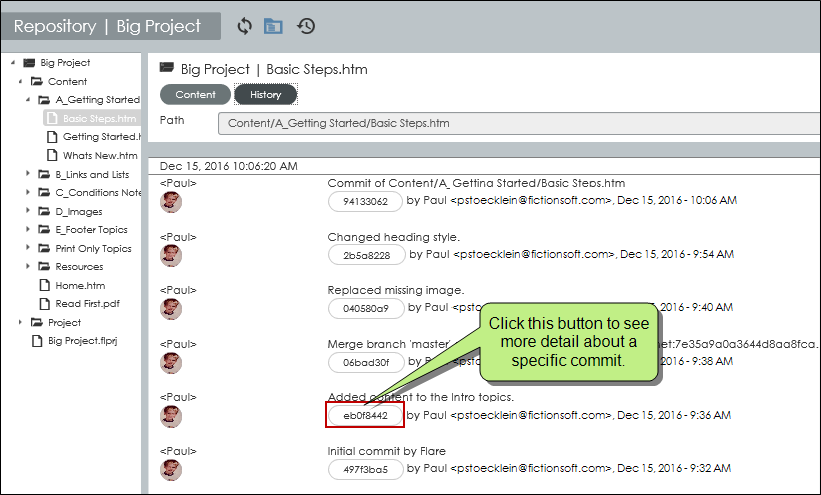 Repository | Big Project
Big Project
Content
A_Getting Started
Basic Steps.htm
Getting Started.h
Whats New.htm
B_Links and Lists
C_Conditions Note
D_Images
E_Footer Topics
Print Only Topics
Resources
Home.htm
Read First.pdf
Project
Big Project.flprj
Big Project | Basic Steps.htm
Content History
Path Content/A_Getting Started/Basic Steps.htm
Dec 15, 2016 10:06:20 AM
<Paul> Commit of Content/A_Getting Started/Basic Steps.htm
94133062 by Paul <pstoecklein@fictionsoft.com>, Dec 15, 2016 - 10:06 AM
<Paul> Changed heading style.
2b5a8228 by Paul <pstoecklein@fictionsoft.com>, Dec 15, 2016 - 9:54 AM
<Paul> Replaced missing image.
040580a9 by Paul <pstoecklein@fictionsoft.com>, Dec 15, 2016 - 9:40 AM
Click this button to see
more detail about a
specific commit.
<Paul> Merge branch 'master' net:7e35a9a0a3644d8aa8fca.
06bad30f by Paul <ps 2016 - 9:38 AM
<Paul> Added content to the Intro topics.
eb0f8442 by Paul <pstoecklein@fictionsoft.com>, Dec 15, 2016 - 9:36 AM
<Paul> Initial commit by Flare
497f3ba5 by Paul <pstoecklein@fictionsoft.com>, Dec 15, 2016 - 9:32 AM